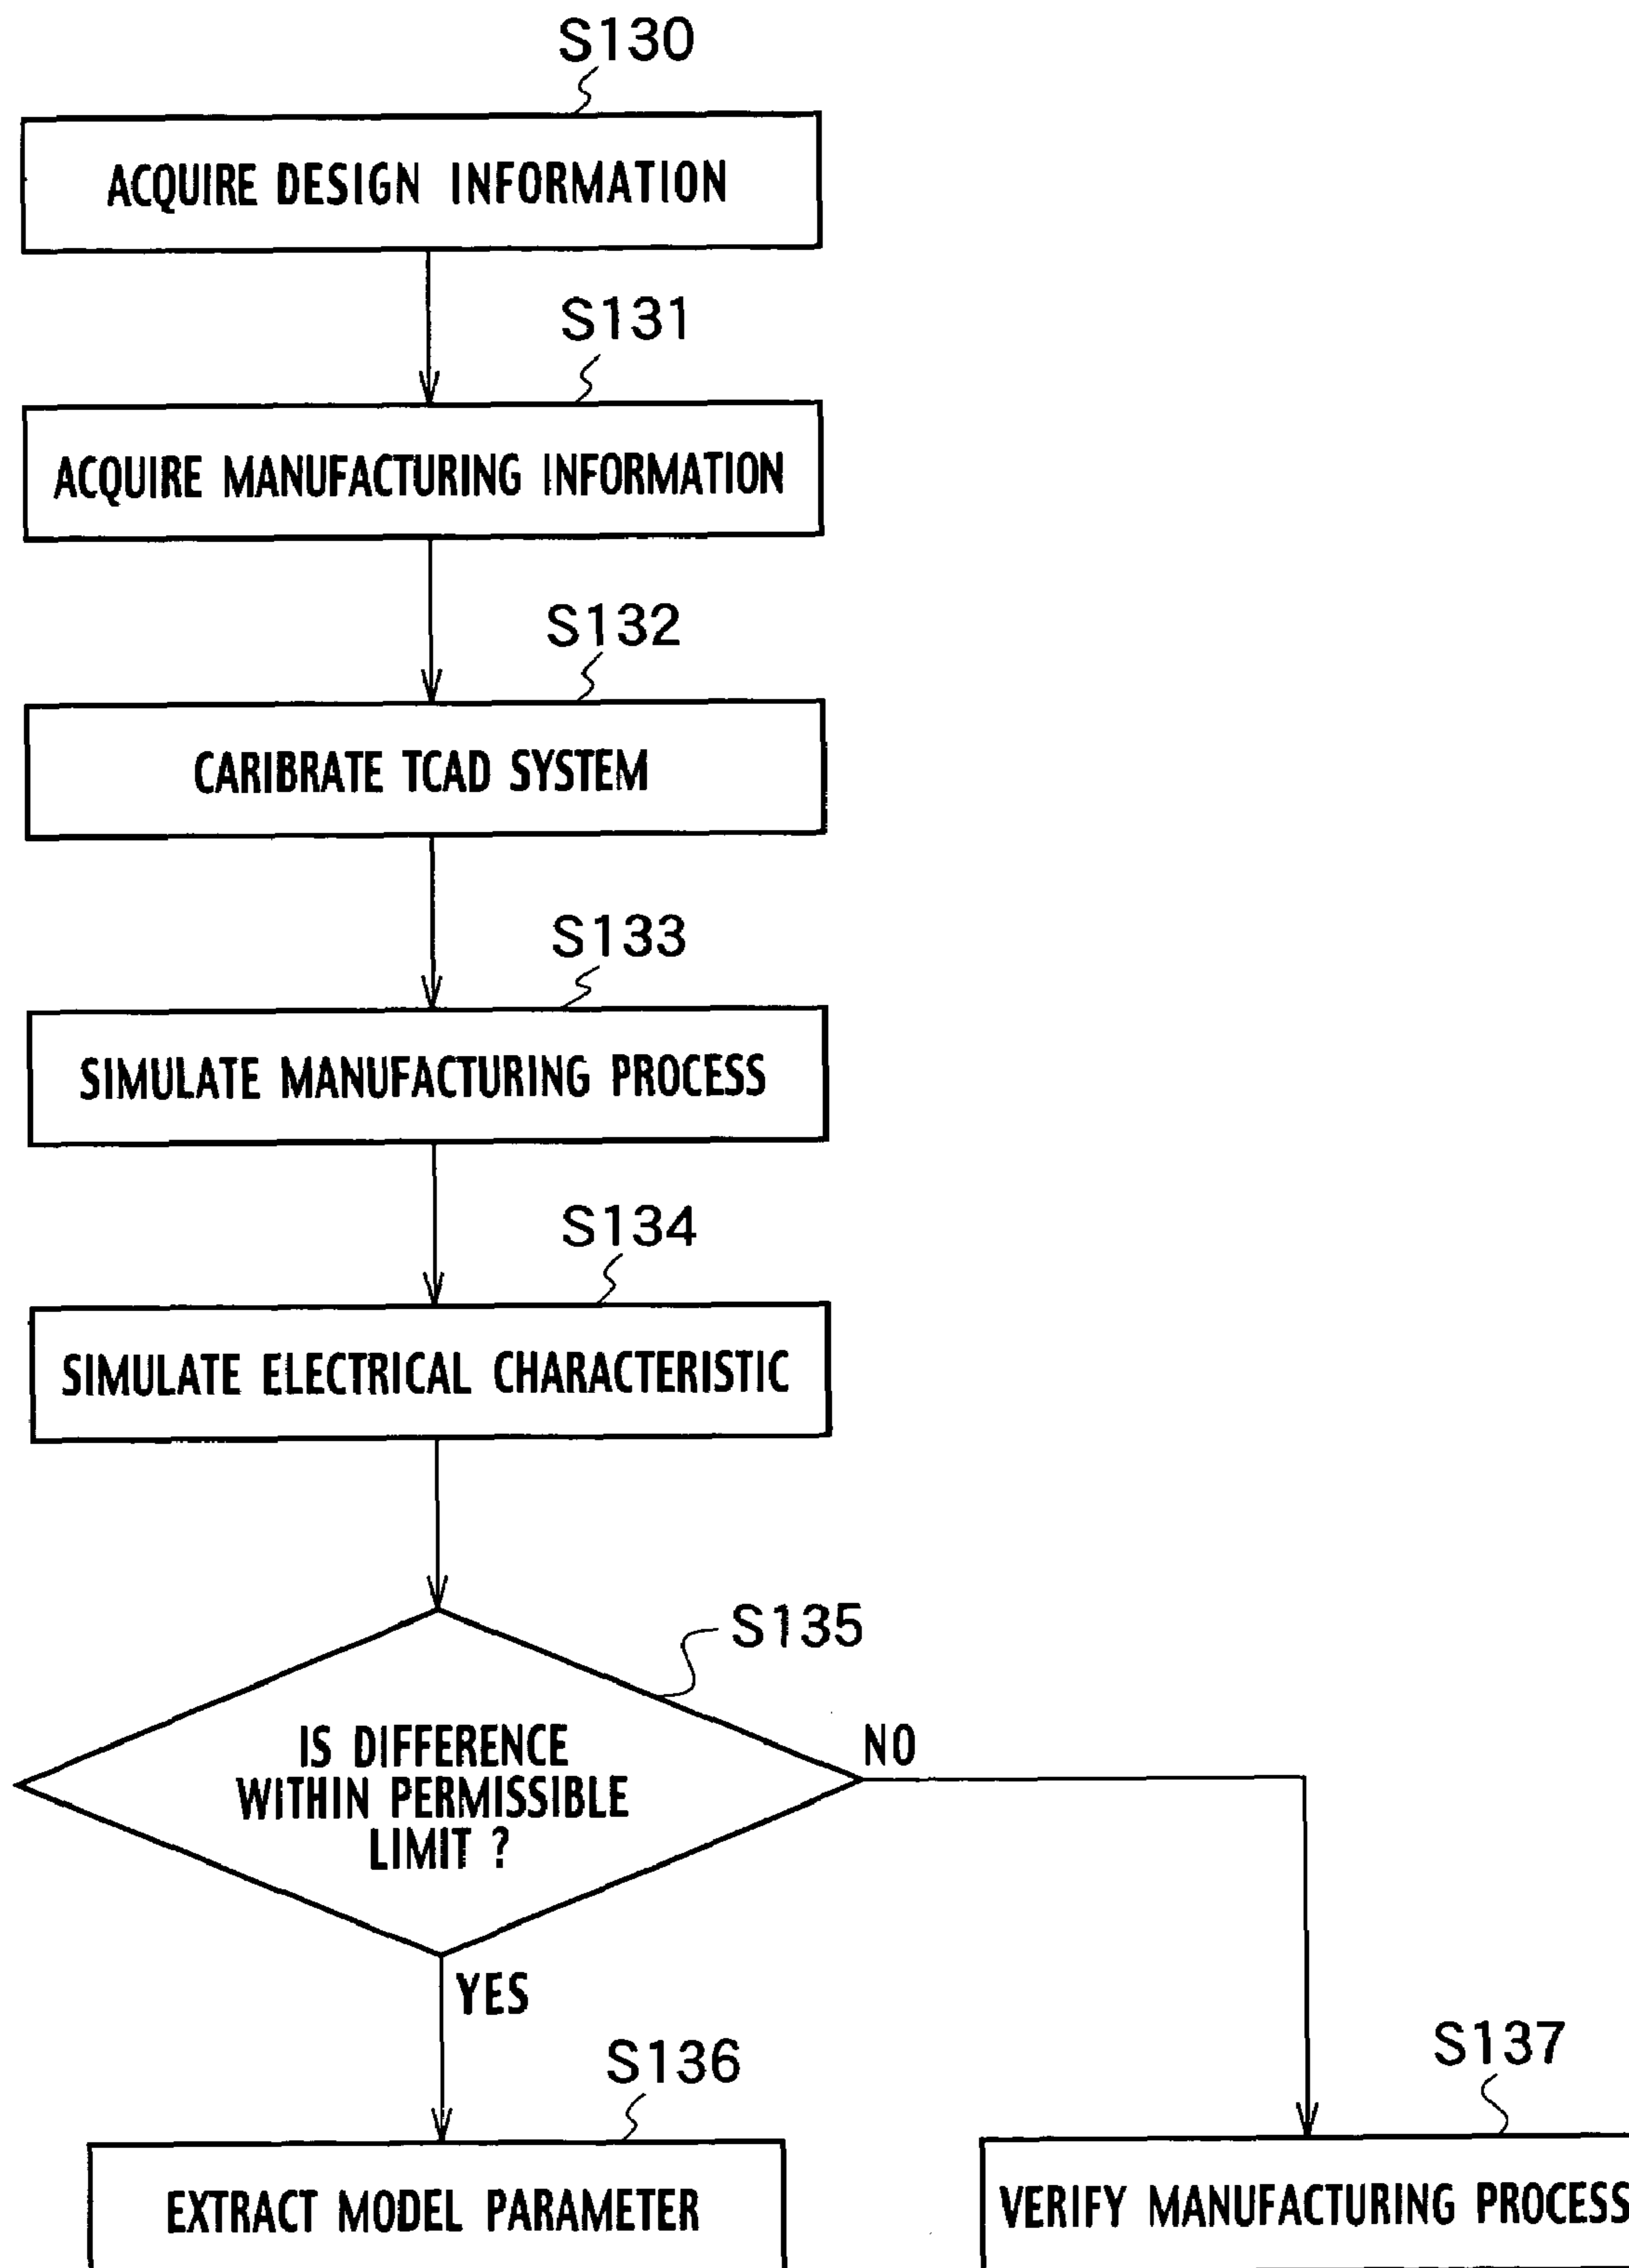 S130
ACQUIRE DESIGN INFORMATION
S131
ACQUIRE MANUFACTURING INFORMATION
S132
CARIBRATE TCAD SYSTEM
S133
SIMULATE MANUFACTURING PROCESS
S134
SIMULATE ELECTRICAL CHARACTERISTIC
S135
IS DIFFERENCE
WITHIN PERMISSIBLE
LIMIT ?
NO
YES
S136
EXTRACT MODEL PARAMETER
S137
VERIFY MANUFACTURING PROCESS